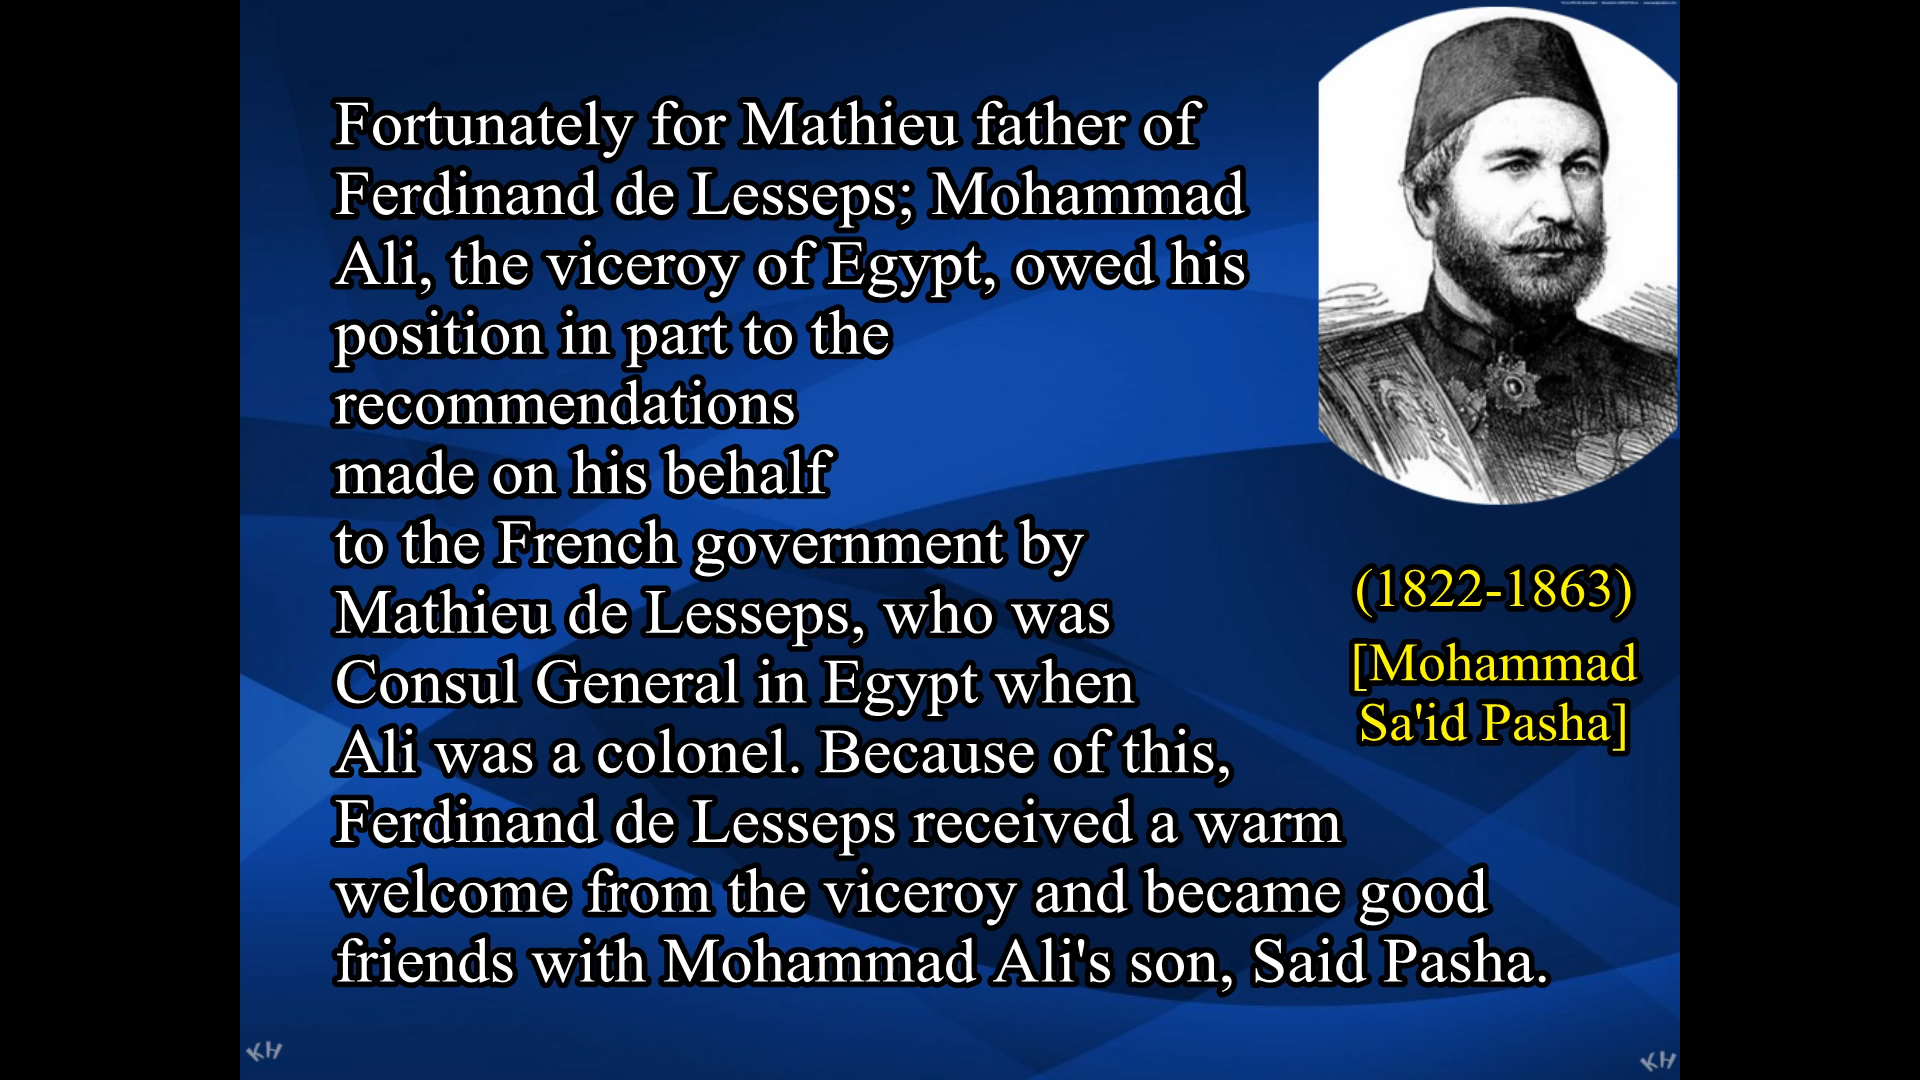 Fortunately for Mathieu father of
Ferdinand de Lesseps; Mohammad
Ali, the viceroy of Egypt, owed his
position in part to the
recommendations
made on his behalf
to the French government by
Mathieu de Lesseps, who was
Consul General in Egypt when
Ali was a colonel. Because of this,
Ferdinand de Lesseps received a warm
welcome from the viceroy and became good
friends with Mohammad Ali's son, Said Pasha.
(1822-1863)
[Mohammad
Sa'id Pasha]
KH
KH